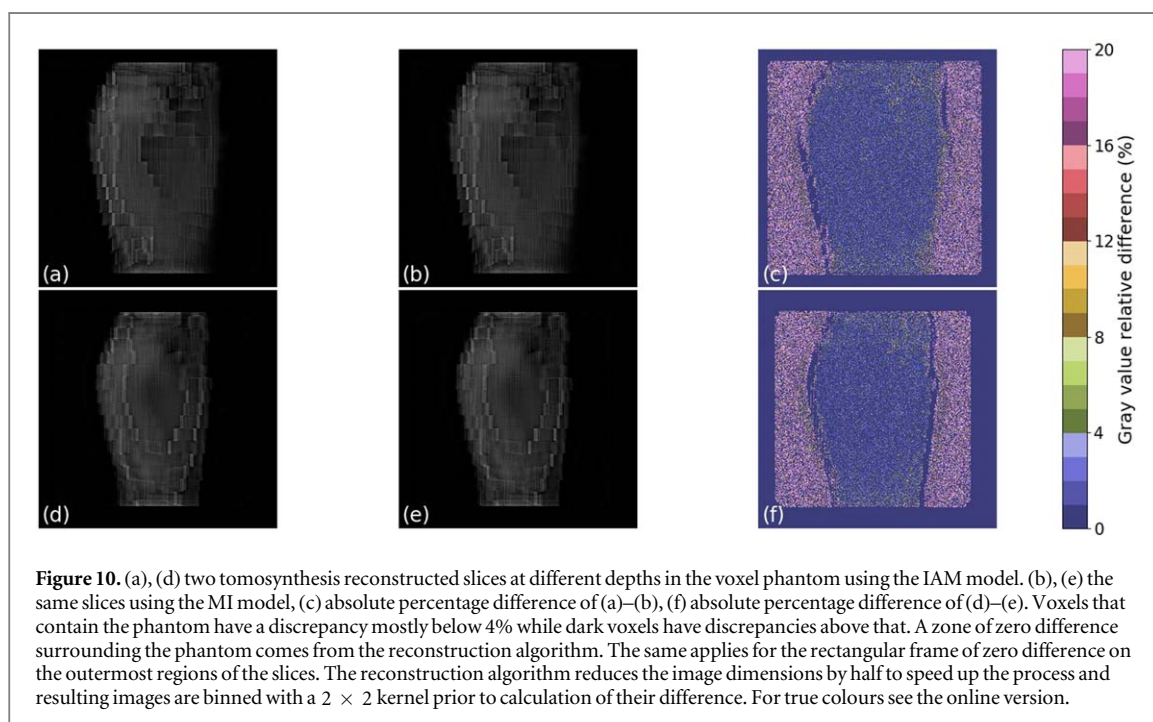 (a)
(b)
(c)
(d)
(e)
(f)
20
16
12
8
4
0
Gray value relative difference (%)
Figure 10. (a), (d) two tomosynthesis reconstructed slices at different depths in the voxel phantom using the IAM model. (b), (e) the
same slices using the MI model, (c) absolute percentage difference of (a)–(b), (f) absolute percentage difference of (d)–(e). Voxels that
contain the phantom have a discrepancy mostly below 4% while dark voxels have discrepancies above that. A zone of zero difference
surrounding the phantom comes from the reconstruction algorithm. The same applies for the rectangular frame of zero difference on
the outermost regions of the slices. The reconstruction algorithm reduces the image dimensions by half to speed up the process and
resulting images are binned with a 2 × 2 kernel prior to calculation of their difference. For true colours see the online version.